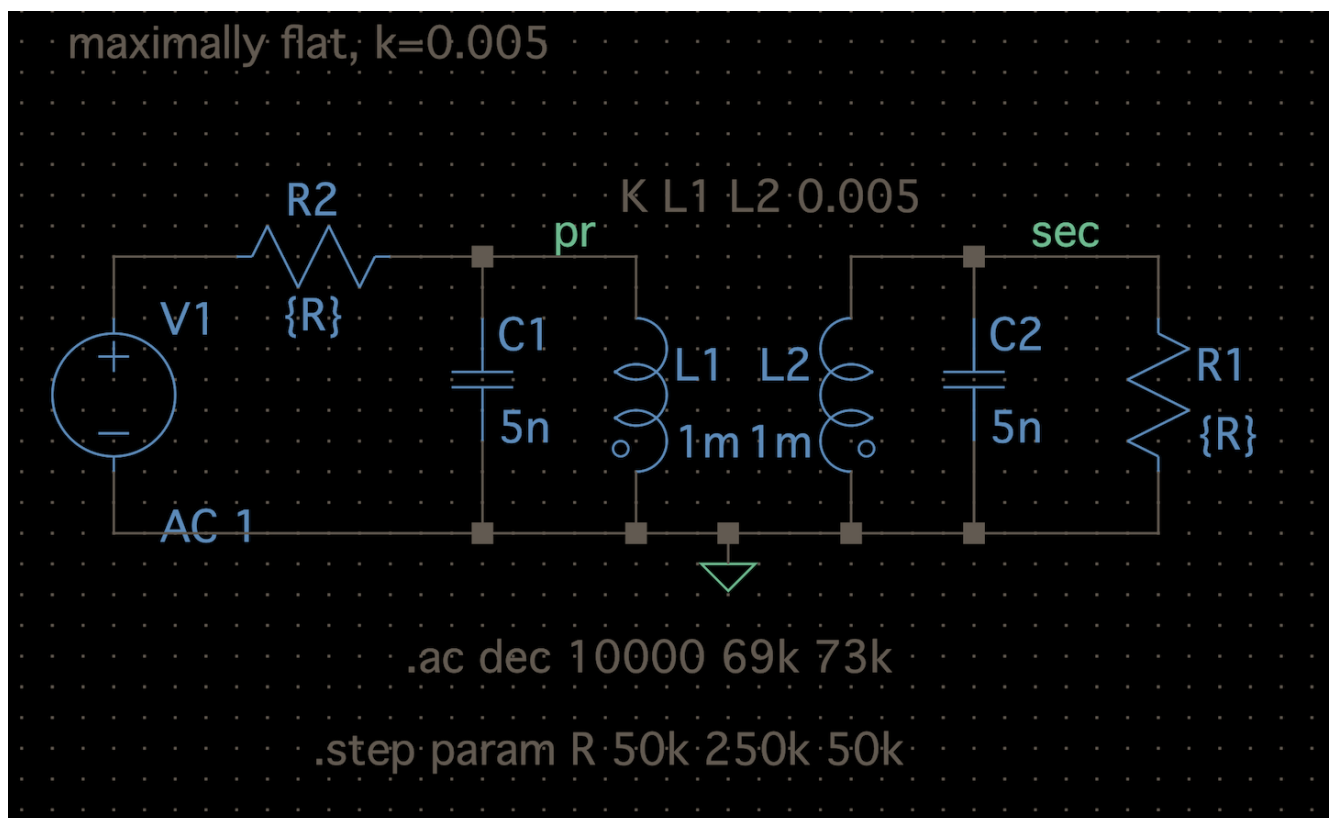 maximally flat, k=0.005
K L1 L2 0.005
R2
pr
sec
{R}
V1
C1
L1
L2
C2
R1
5n
1m
1m
5n
{R}
AC 1
.ac dec 10000 69k 73k
.step param R 50k 250k 50k